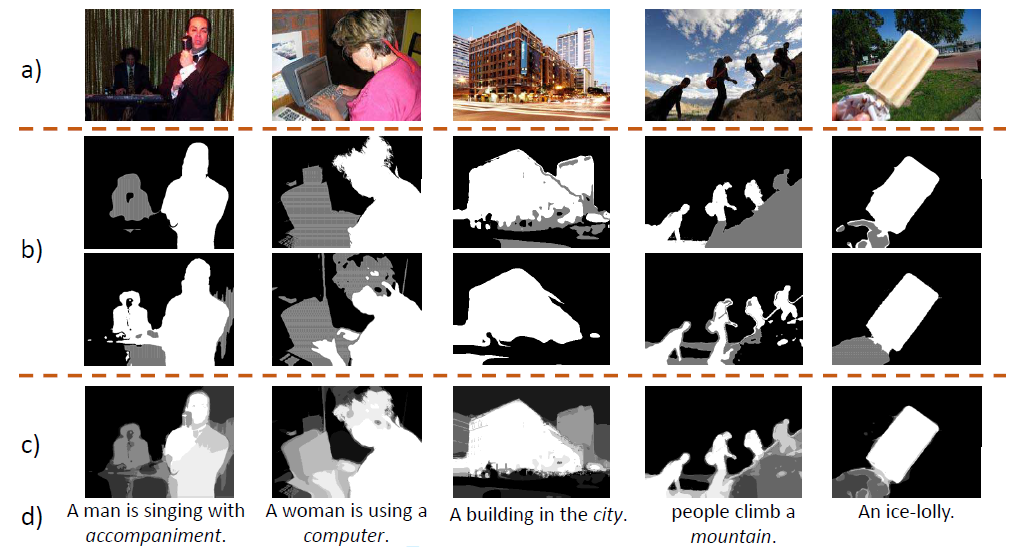 a)
b)
c)
d)
A man is singing with
accompaniment.
A woman is using a
computer.
A building in the city.
people climb a
mountain.
An ice-lolly.